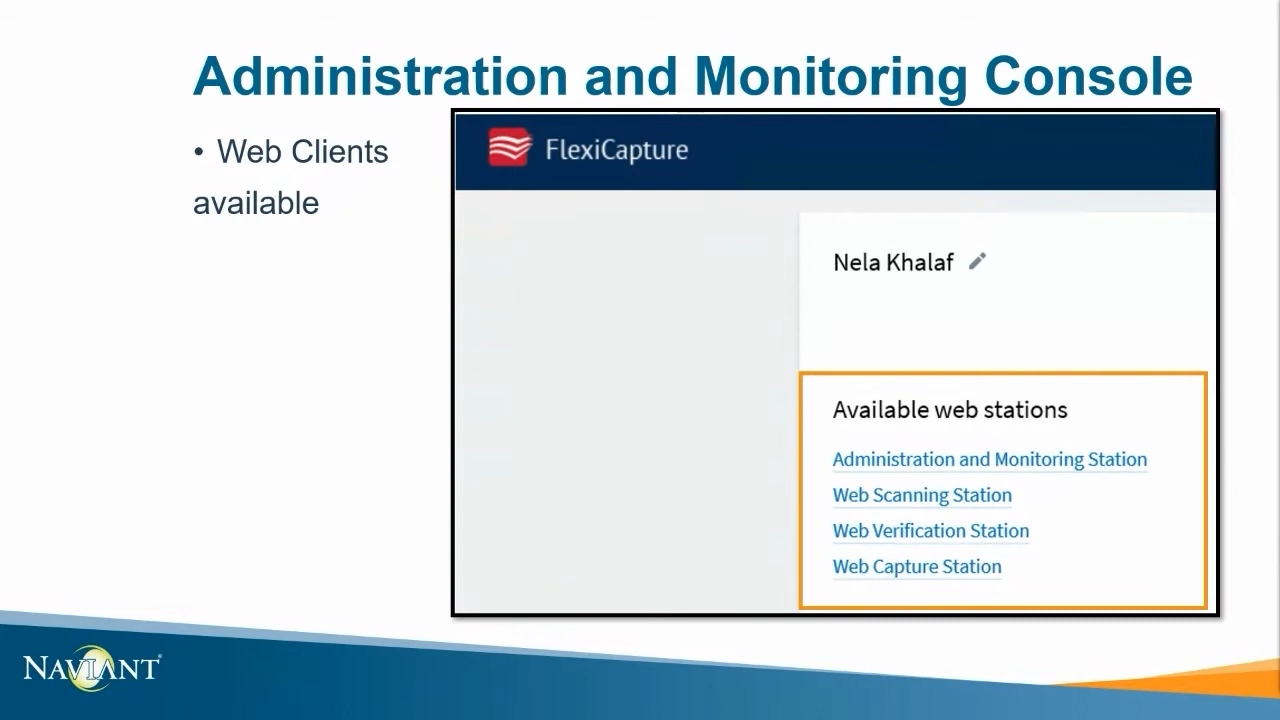 Administration and Monitoring Console
• Web Clients
available
FlexiCapture
Nela Khalaf
Available web stations
Administration and Monitoring Station
Web Scanning Station
Web Verification Station
Web Capture Station
NAVIANT